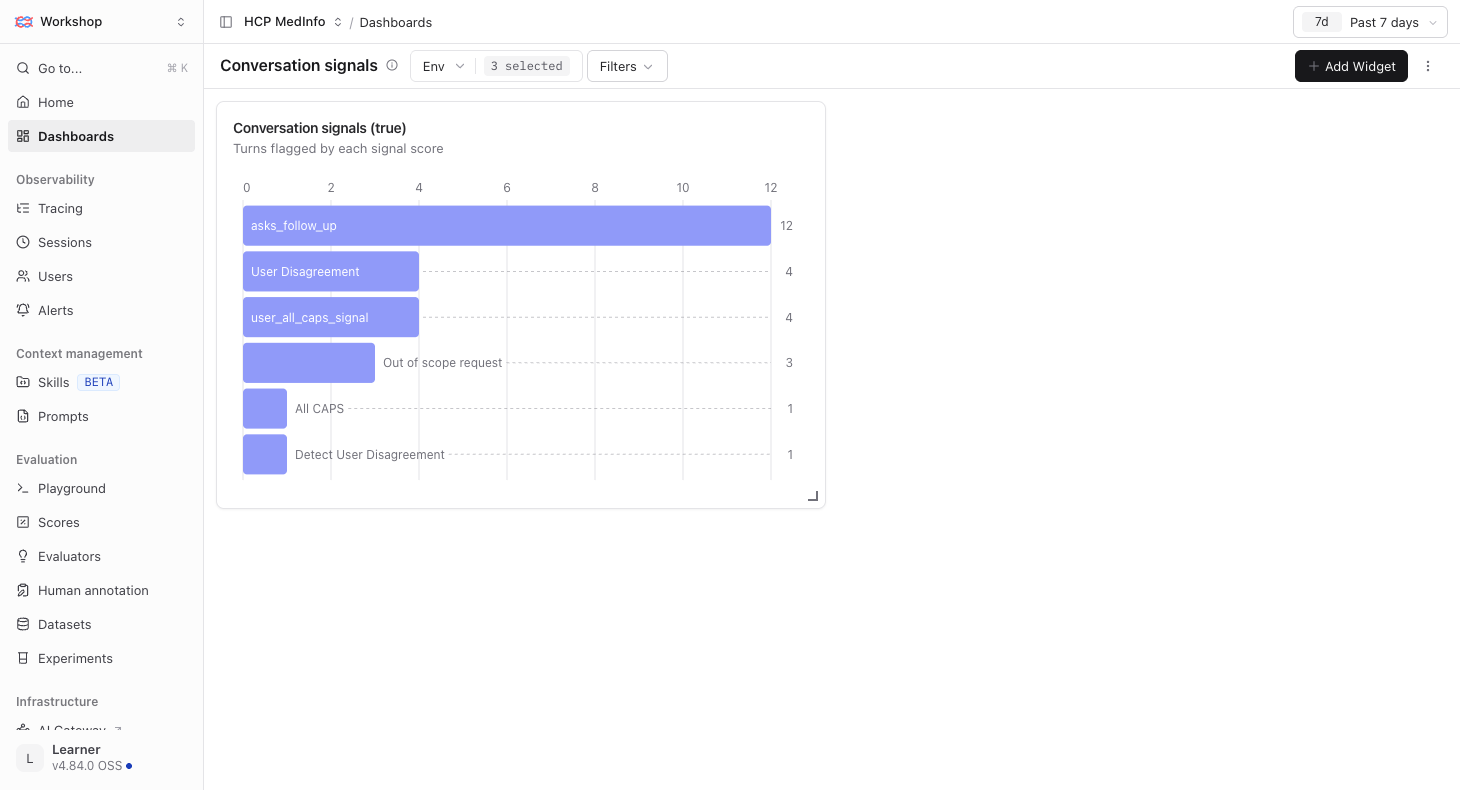 Workshop
HCP MedInfo / Dashboards
7d Past 7 days
Go to... ⌘ K
Home
Dashboards
Observability
Tracing
Sessions
Users
Alerts
Context management
Skills BETA
Prompts
Evaluation
Playground
Scores
Evaluators
Human annotation
Datasets
Experiments
Infrastructure
AI Gateway
L
Learner
v4.84.0 OSS
Conversation signals
Env 3 selected
Filters
+ Add Widget
Conversation signals (true)
Turns flagged by each signal score
0 2 4 6 8 10 12
asks_follow_up 12
User Disagreement 4
user_all_caps_signal 4
Out of scope request 3
All CAPS 1
Detect User Disagreement 1